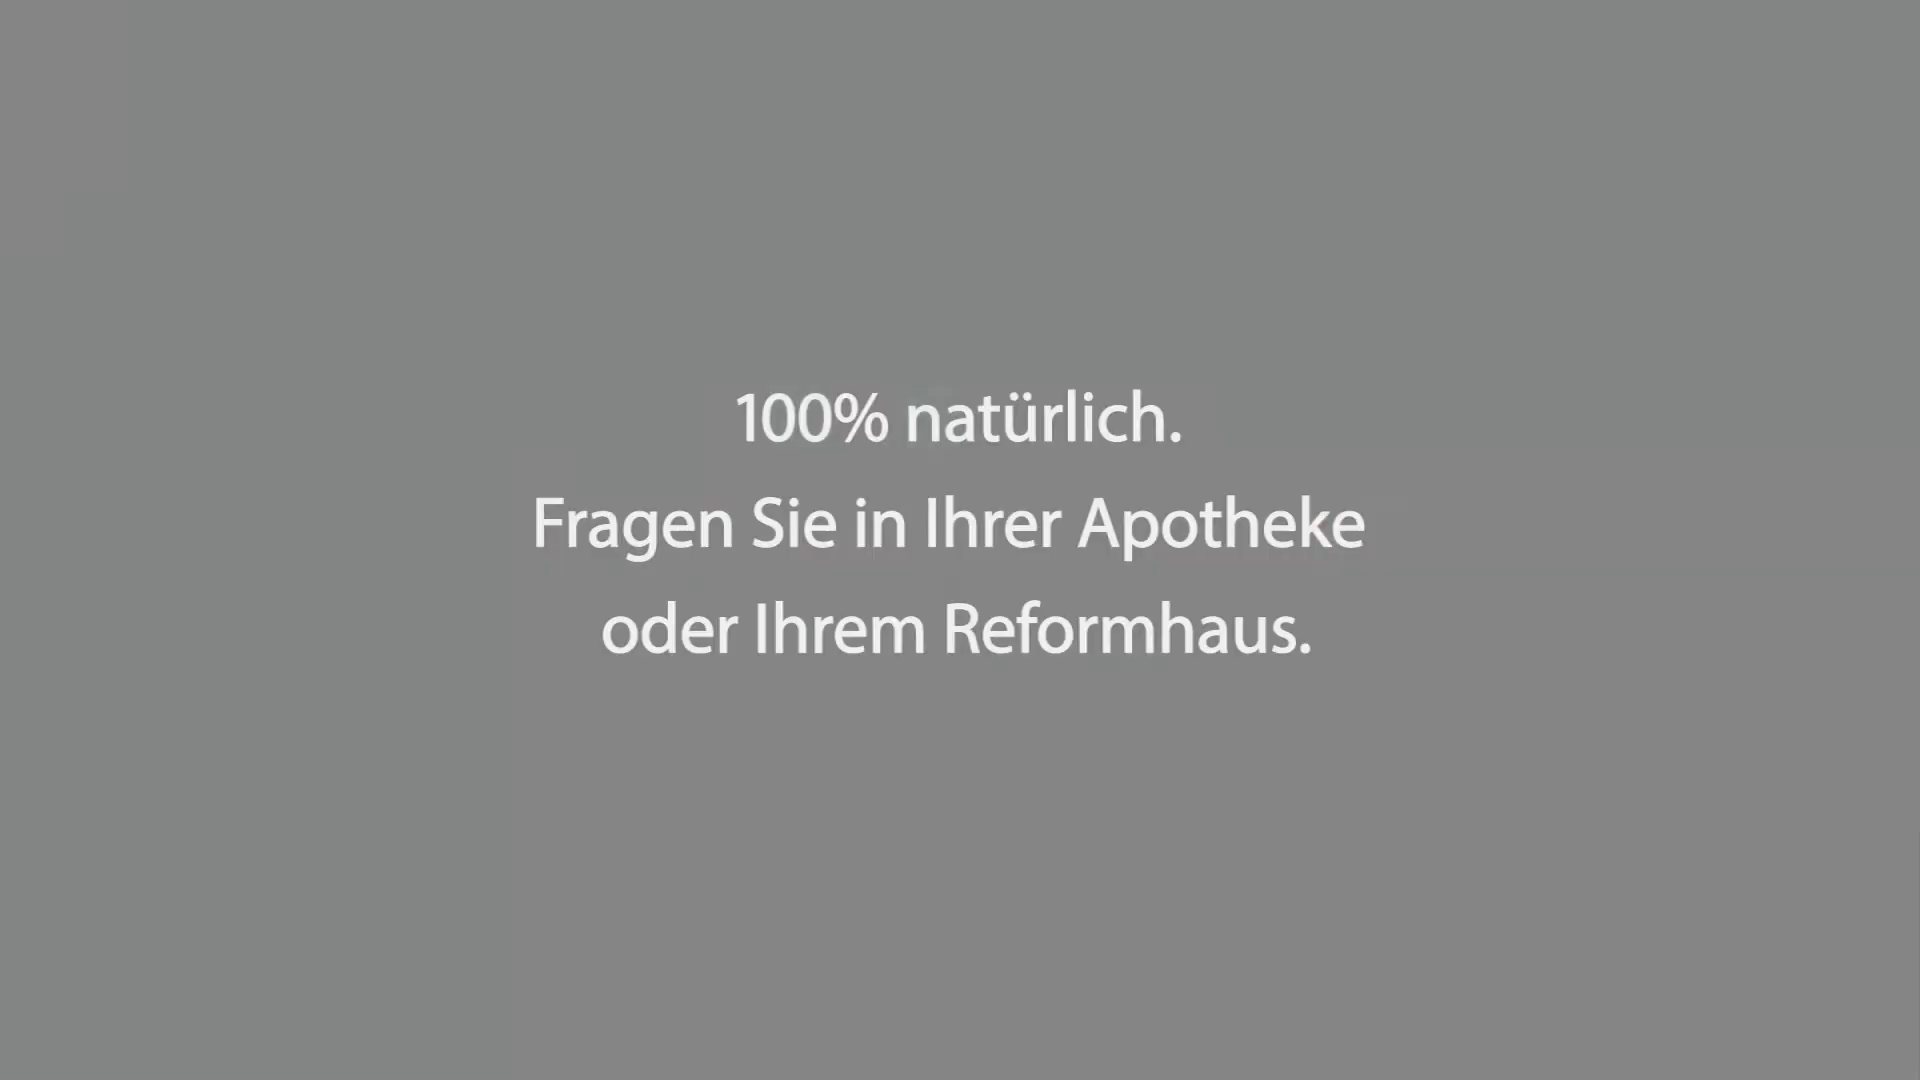 100% natürlich.
Fragen Sie in Ihrer Apotheke
oder Ihrem Reformhaus.